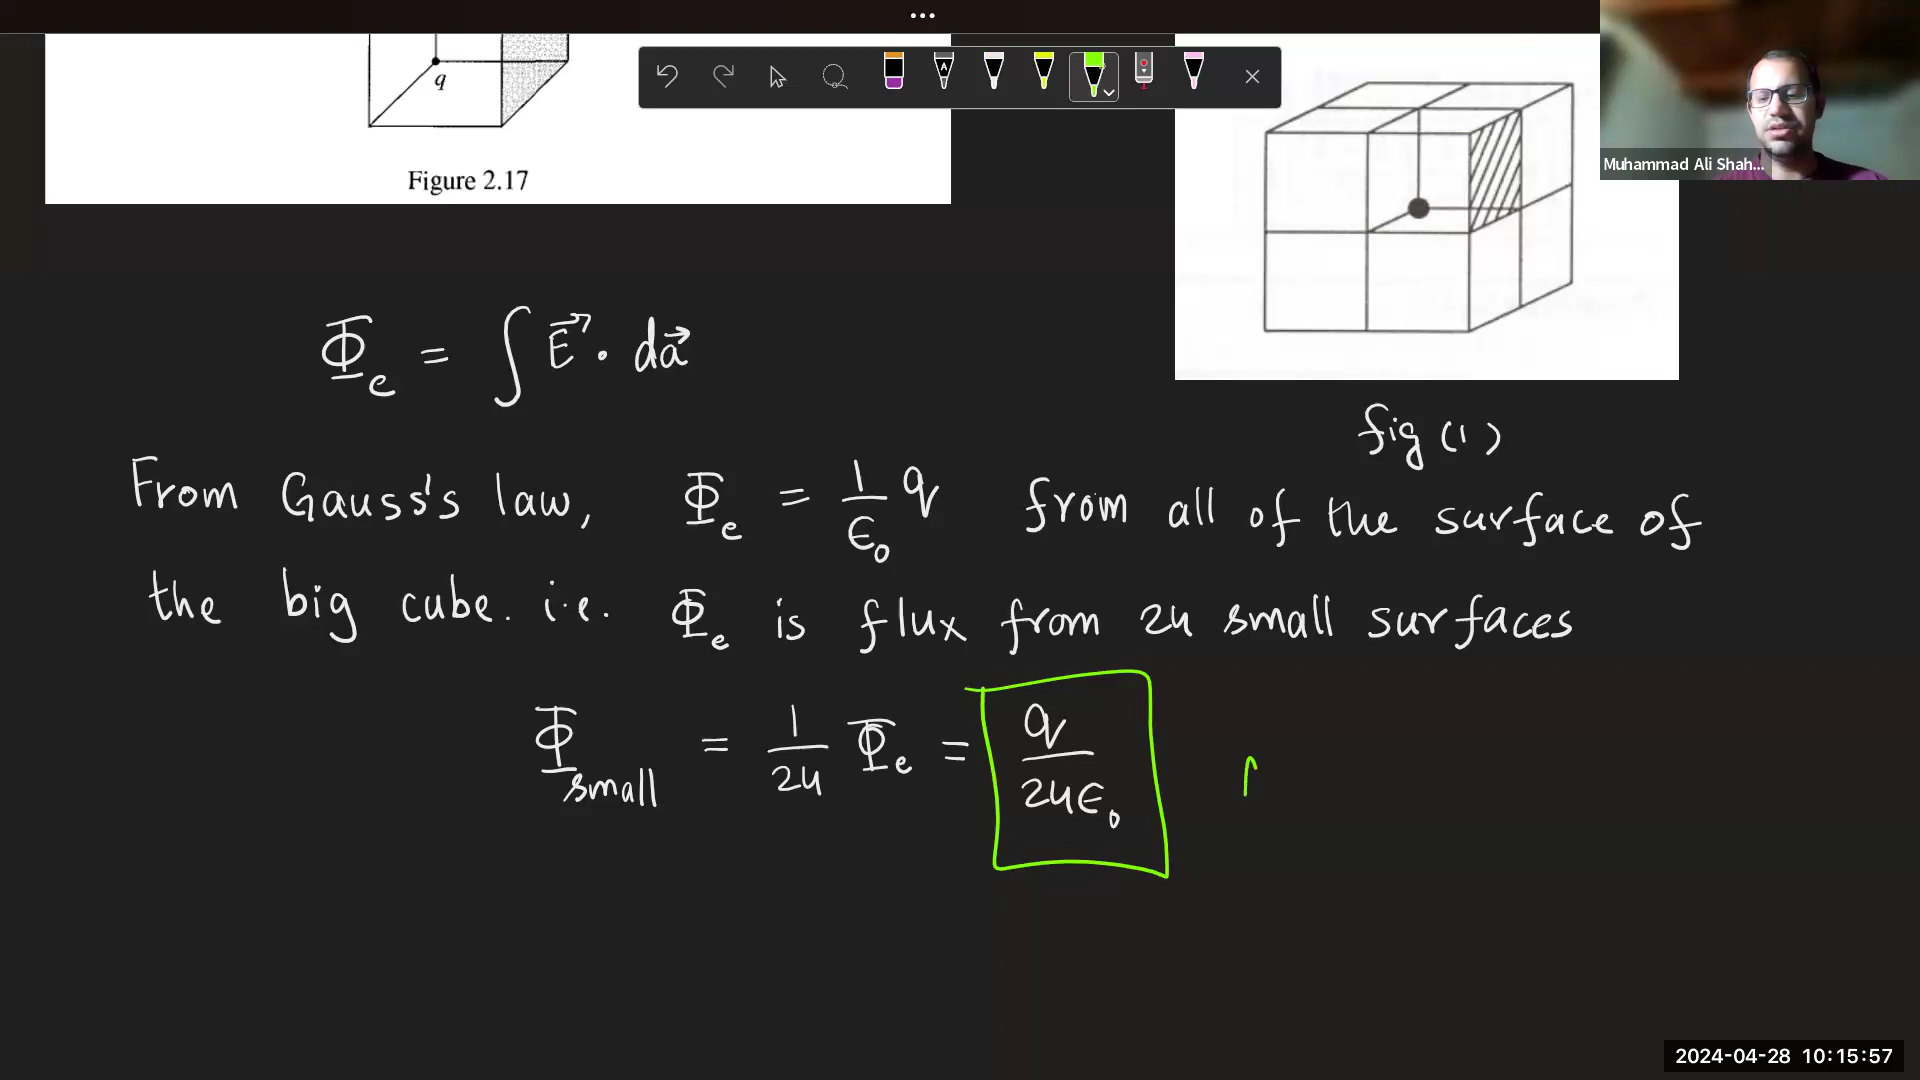 ...
q
Muhammad Ali Shah...
Figure 2.17
Φₑ = ∫ E⃗ · da⃗
fig (1)
From Gauss's law, Φₑ = 1/ϵ₀ q from all of the surface of
the big cube. i.e. Φₑ is flux from 24 small surfaces
Φ_small = 1/24 Φₑ = q/24ϵ₀
2024-04-28 10:15:57